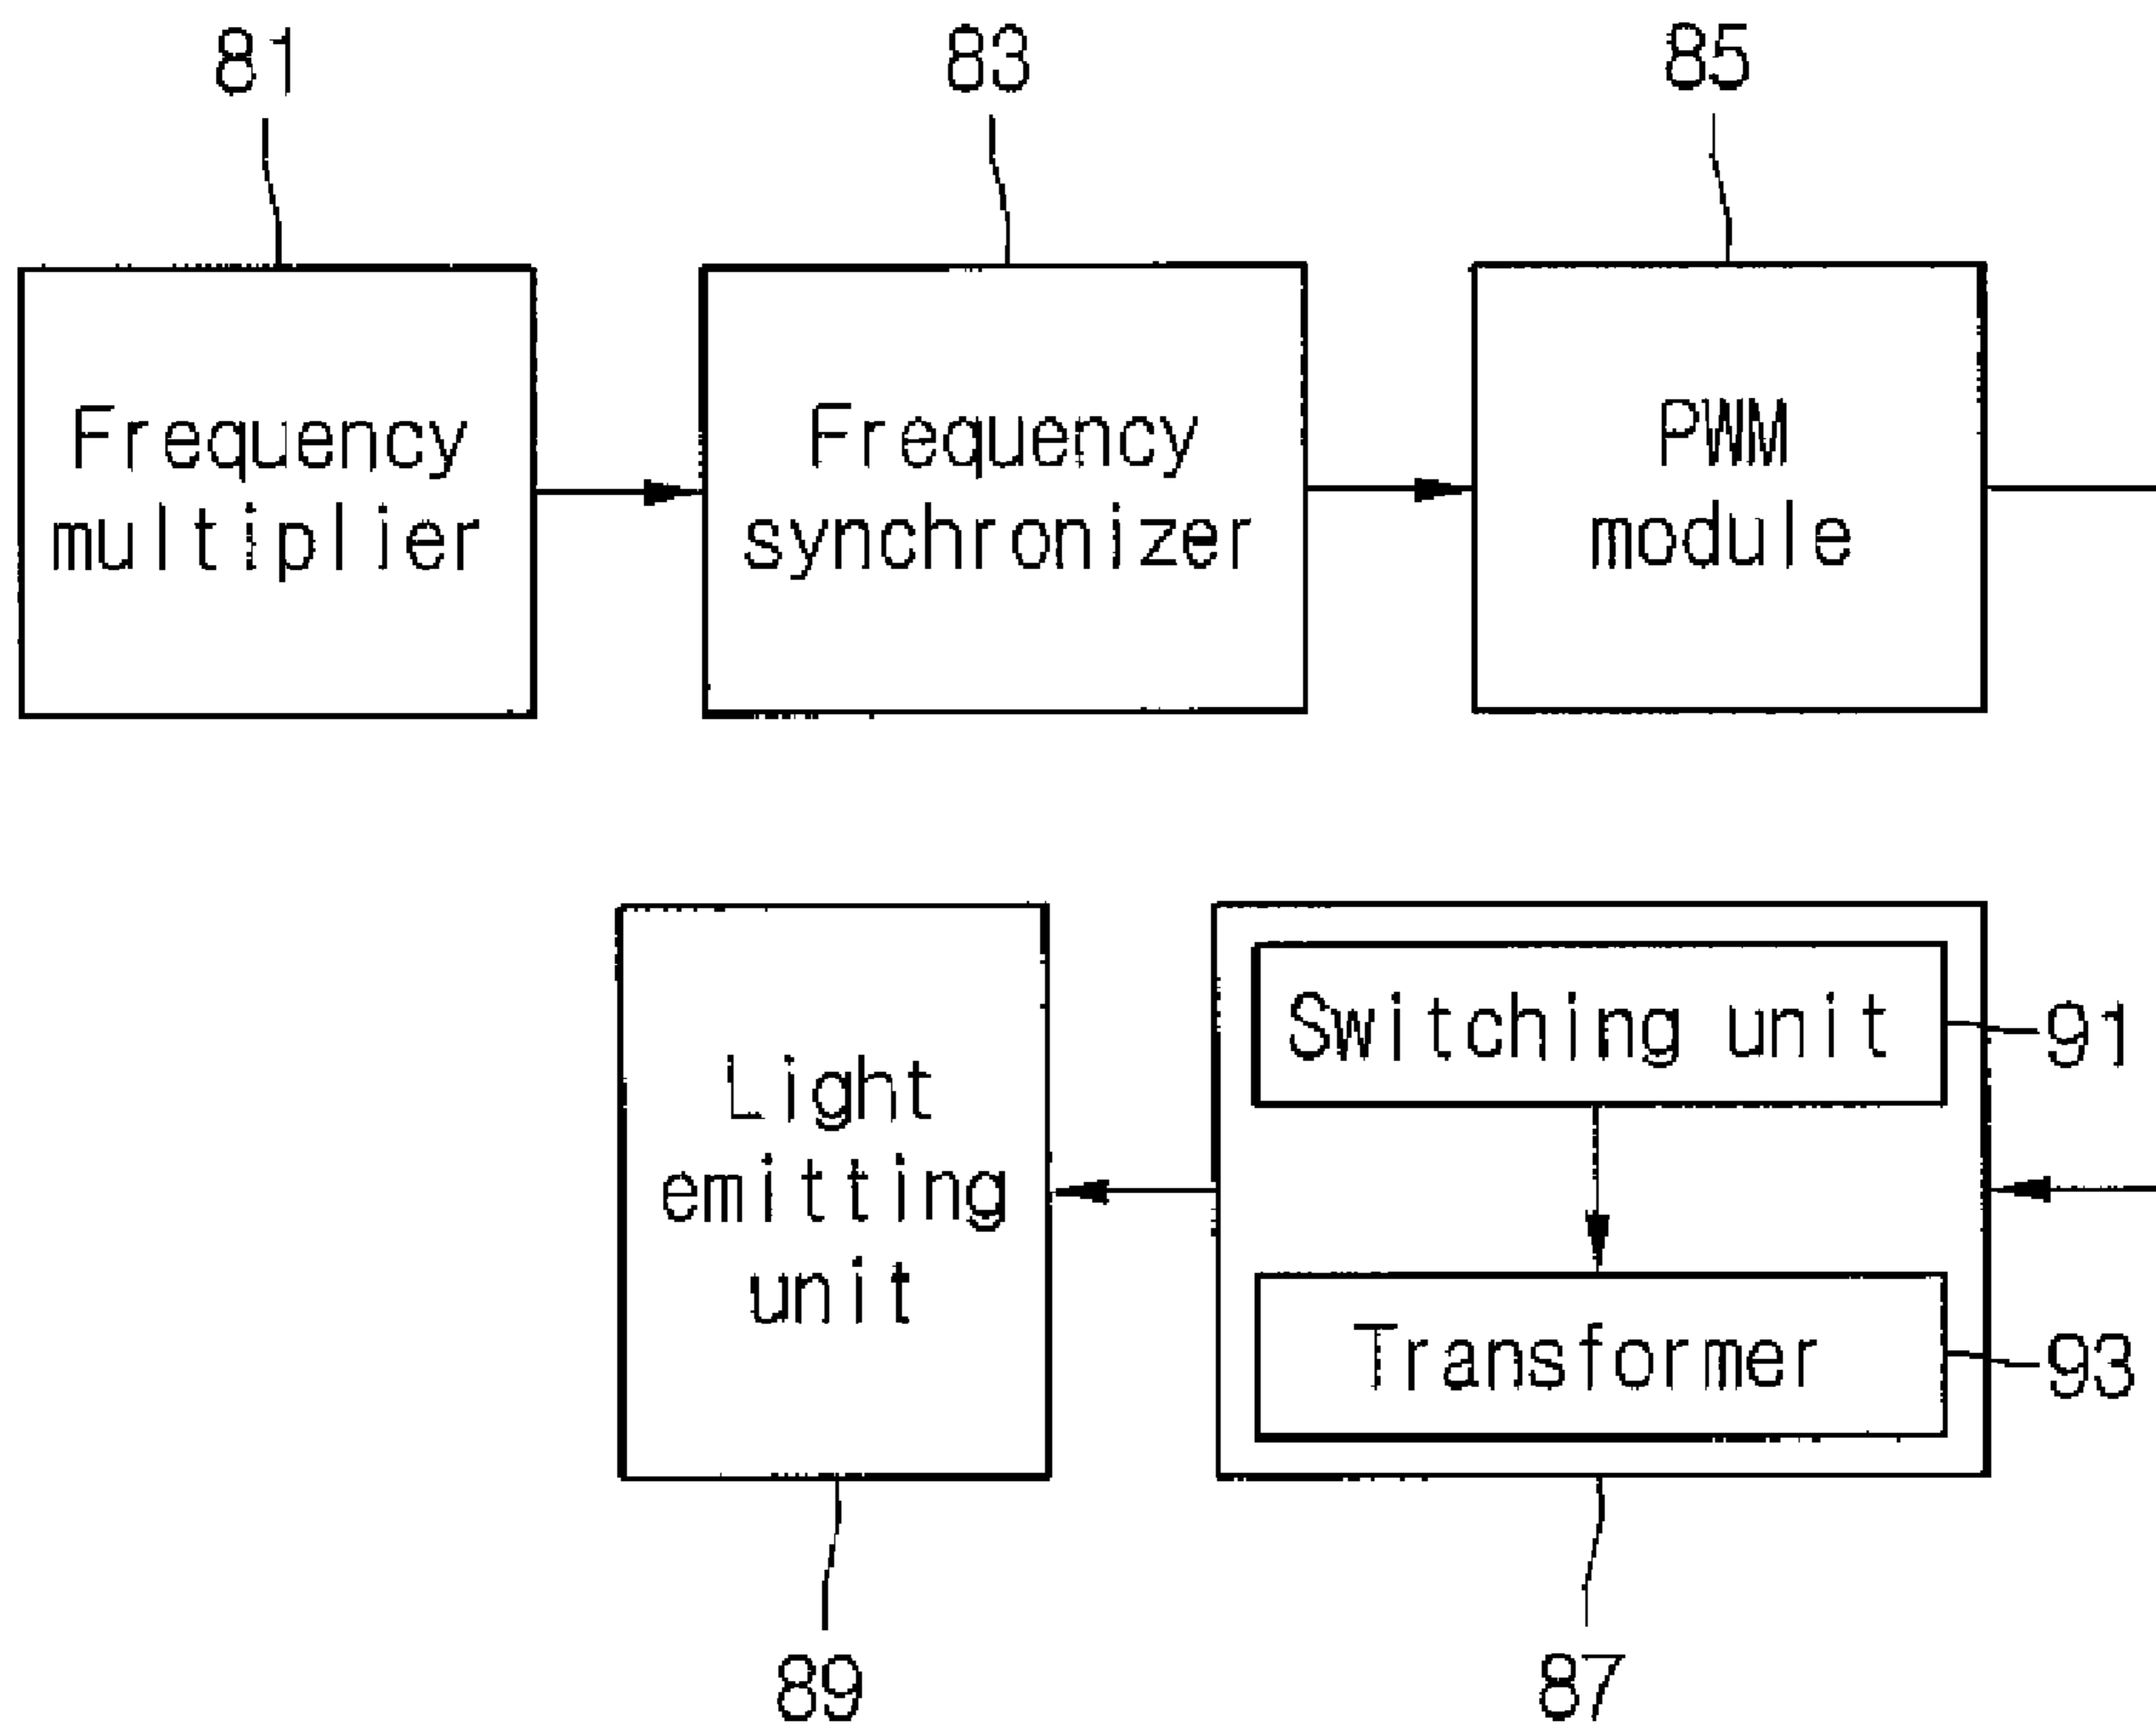 81
83
85
Frequency
multiplier
Frequency
synchronizer
PWM
module
Light
emitting
unit
Switching unit
91
Transformer
93
89
87